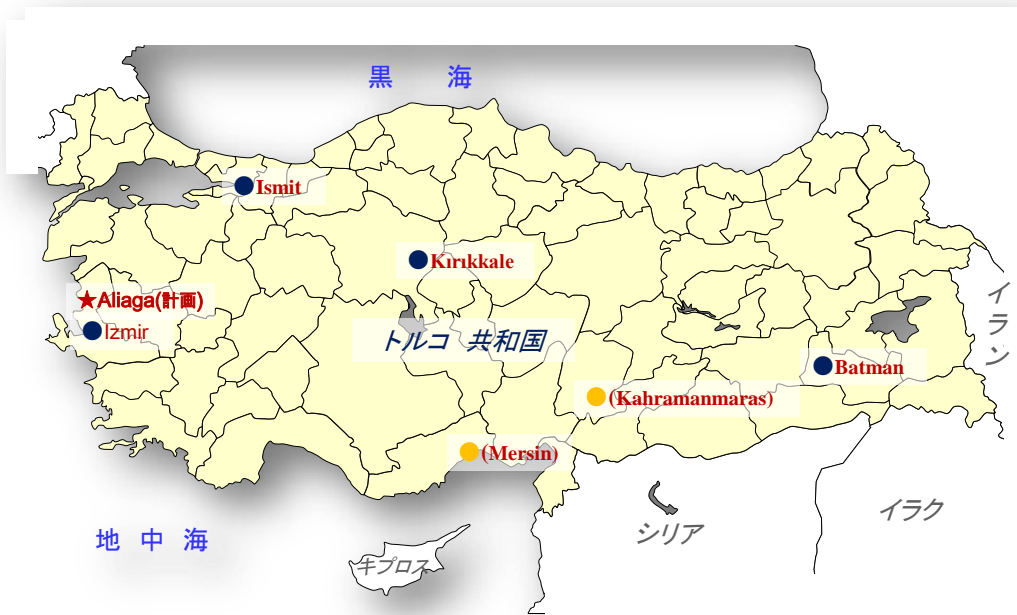 黒 海
Ismit
Kırıkkale
イラン
★Aliaga(計画)
Izmir
トルコ 共和国
Batman
(Kahramanmaras)
(Mersin)
イラク
シリア
地 中 海
キプロス